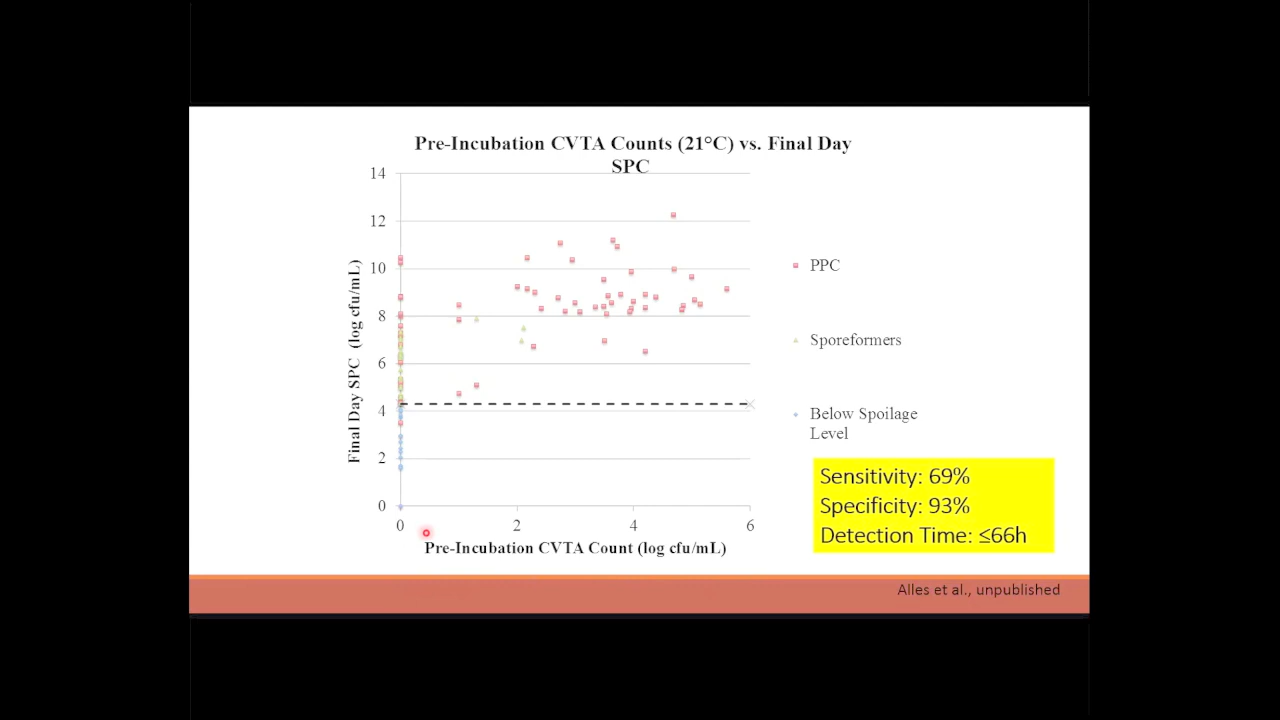 Pre-Incubation CVTA Counts (21°C) vs. Final Day
SPC
14
12
10
8
6
4
2
0
Final Day SPC (log cfu/mL)
0 2 4 6
Pre-Incubation CVTA Count (log cfu/mL)
PPC
Sporeformers
Below Spoilage
Level
Sensitivity: 69%
Specificity: 93%
Detection Time: ≤66h
Alles et al., unpublished